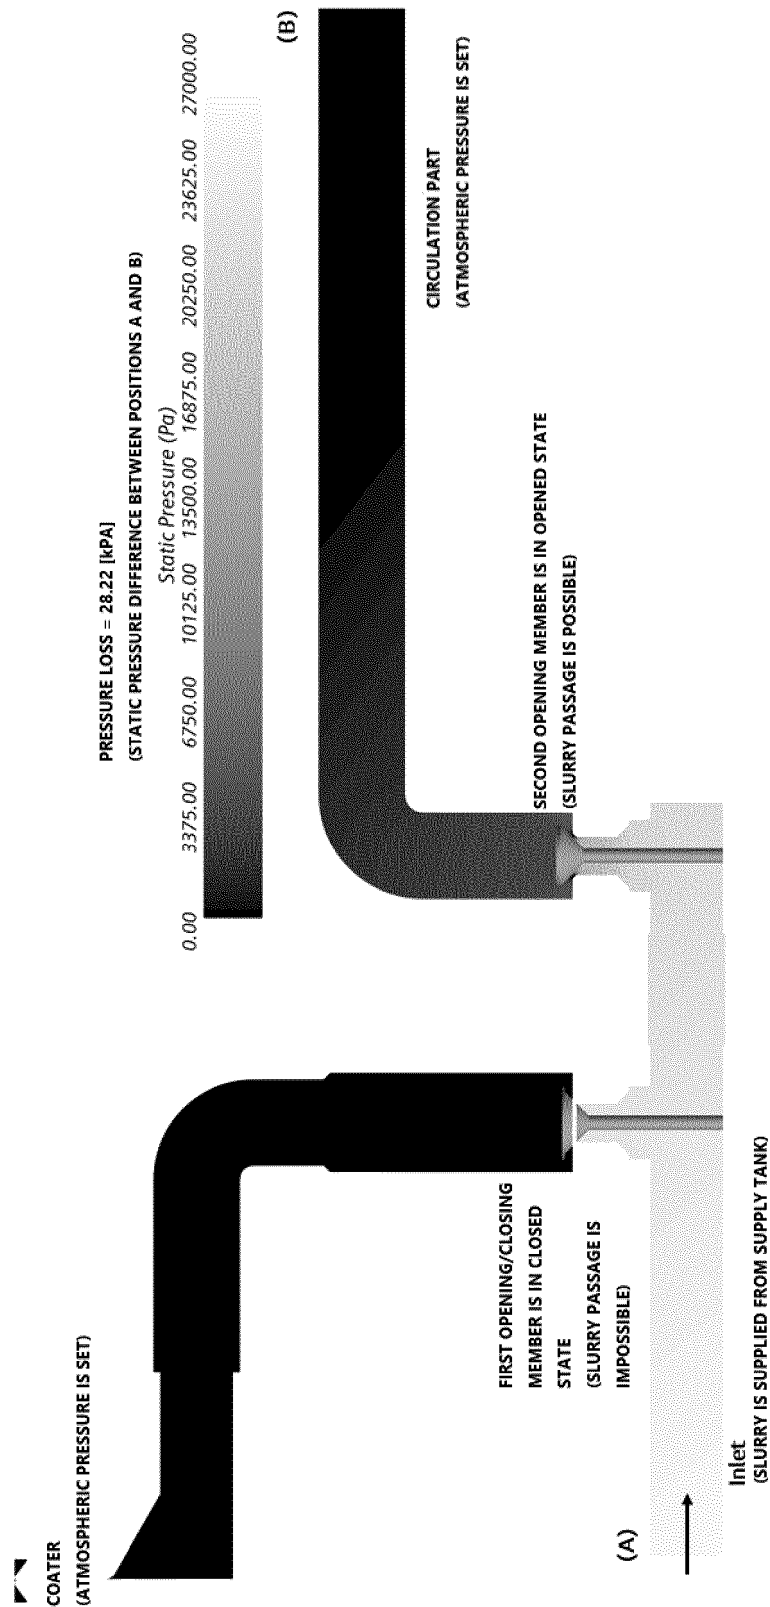 PRESSURE LOSS = 28.22 [kPA]
(STATIC PRESSURE DIFFERENCE BETWEEN POSITIONS A AND B)
Static Pressure (Pa)
0.00 3375.00 6750.00 10125.00 13500.00 16875.00 20250.00 23625.00 27000.00
(B)
COATER
(ATMOSPHERIC PRESSURE IS SET)
CIRCULATION PART
(ATMOSPHERIC PRESSURE IS SET)
FIRST OPENING/CLOSING
MEMBER IS IN CLOSED
STATE
(SLURRY PASSAGE IS
IMPOSSIBLE)
SECOND OPENING MEMBER IS IN OPENED STATE
(SLURRY PASSAGE IS POSSIBLE)
(A)
Inlet
(SLURRY IS SUPPLIED FROM SUPPLY TANK)